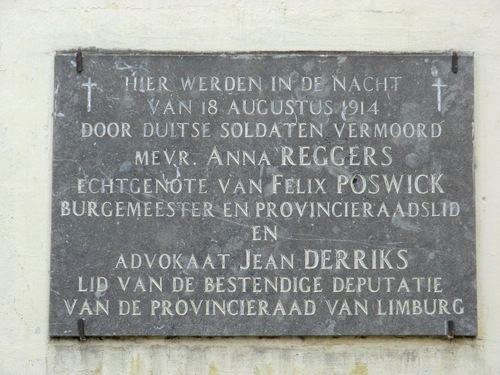 HIER WERDEN IN DE NACHT
VAN 18 AUGUSTUS 1914
DOOR DUITSE SOLDATEN VERMOORD
MEVR. ANNA REGGERS
ECHTGENOTE VAN FELIX POSWICK
BURGEMEESTER EN PROVINCIERAADSLID
EN
ADVOKAAT JEAN DERRIKS
LID VAN DE BESTENDIGE DEPUTATIE
VAN DE PROVINCIERAAD VAN LIMBURG